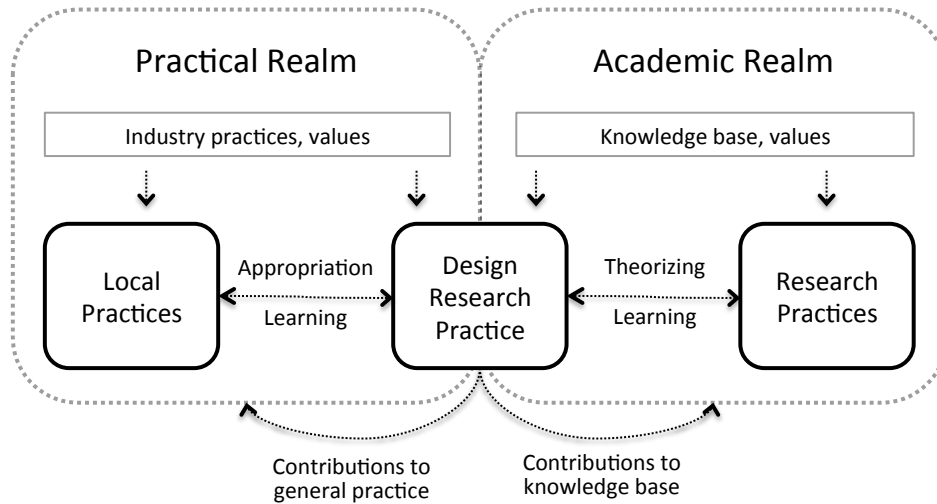 Practical Realm
Academic Realm
Industry practices, values
Knowledge base, values
Local
Practices
Appropriation
Learning
Design
Research
Practice
Theorizing
Learning
Research
Practices
Contributions to
general practice
Contributions to
knowledge base